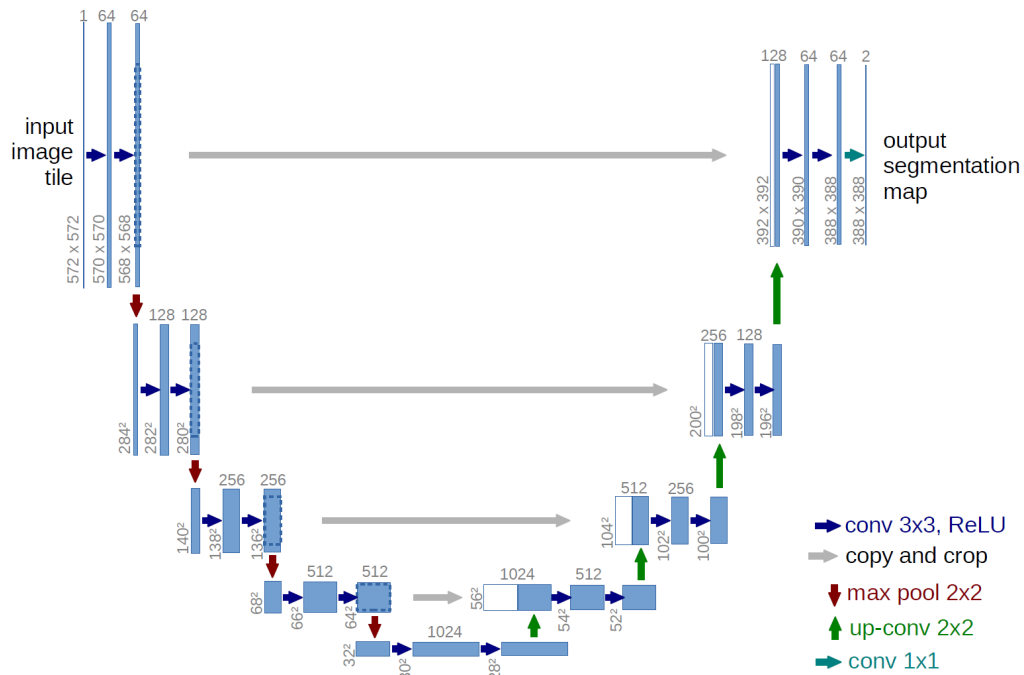 1 64 64
128 64 64 2
input
image
tile
output
segmentation
map
572 x 572
570 x 570
568 x 568
392 x 392
390 x 390
388 x 388
388 x 388
128 128
256 128
284²
282²
280²
200²
198²
196²
256 256
512 256
140²
138²
136²
104²
102²
100²
conv 3x3, ReLU
copy and crop
max pool 2x2
up-conv 2x2
conv 1x1
512 512
1024 512
68²
66²
64²
56²
54²
52²
1024
32²
30²
28²